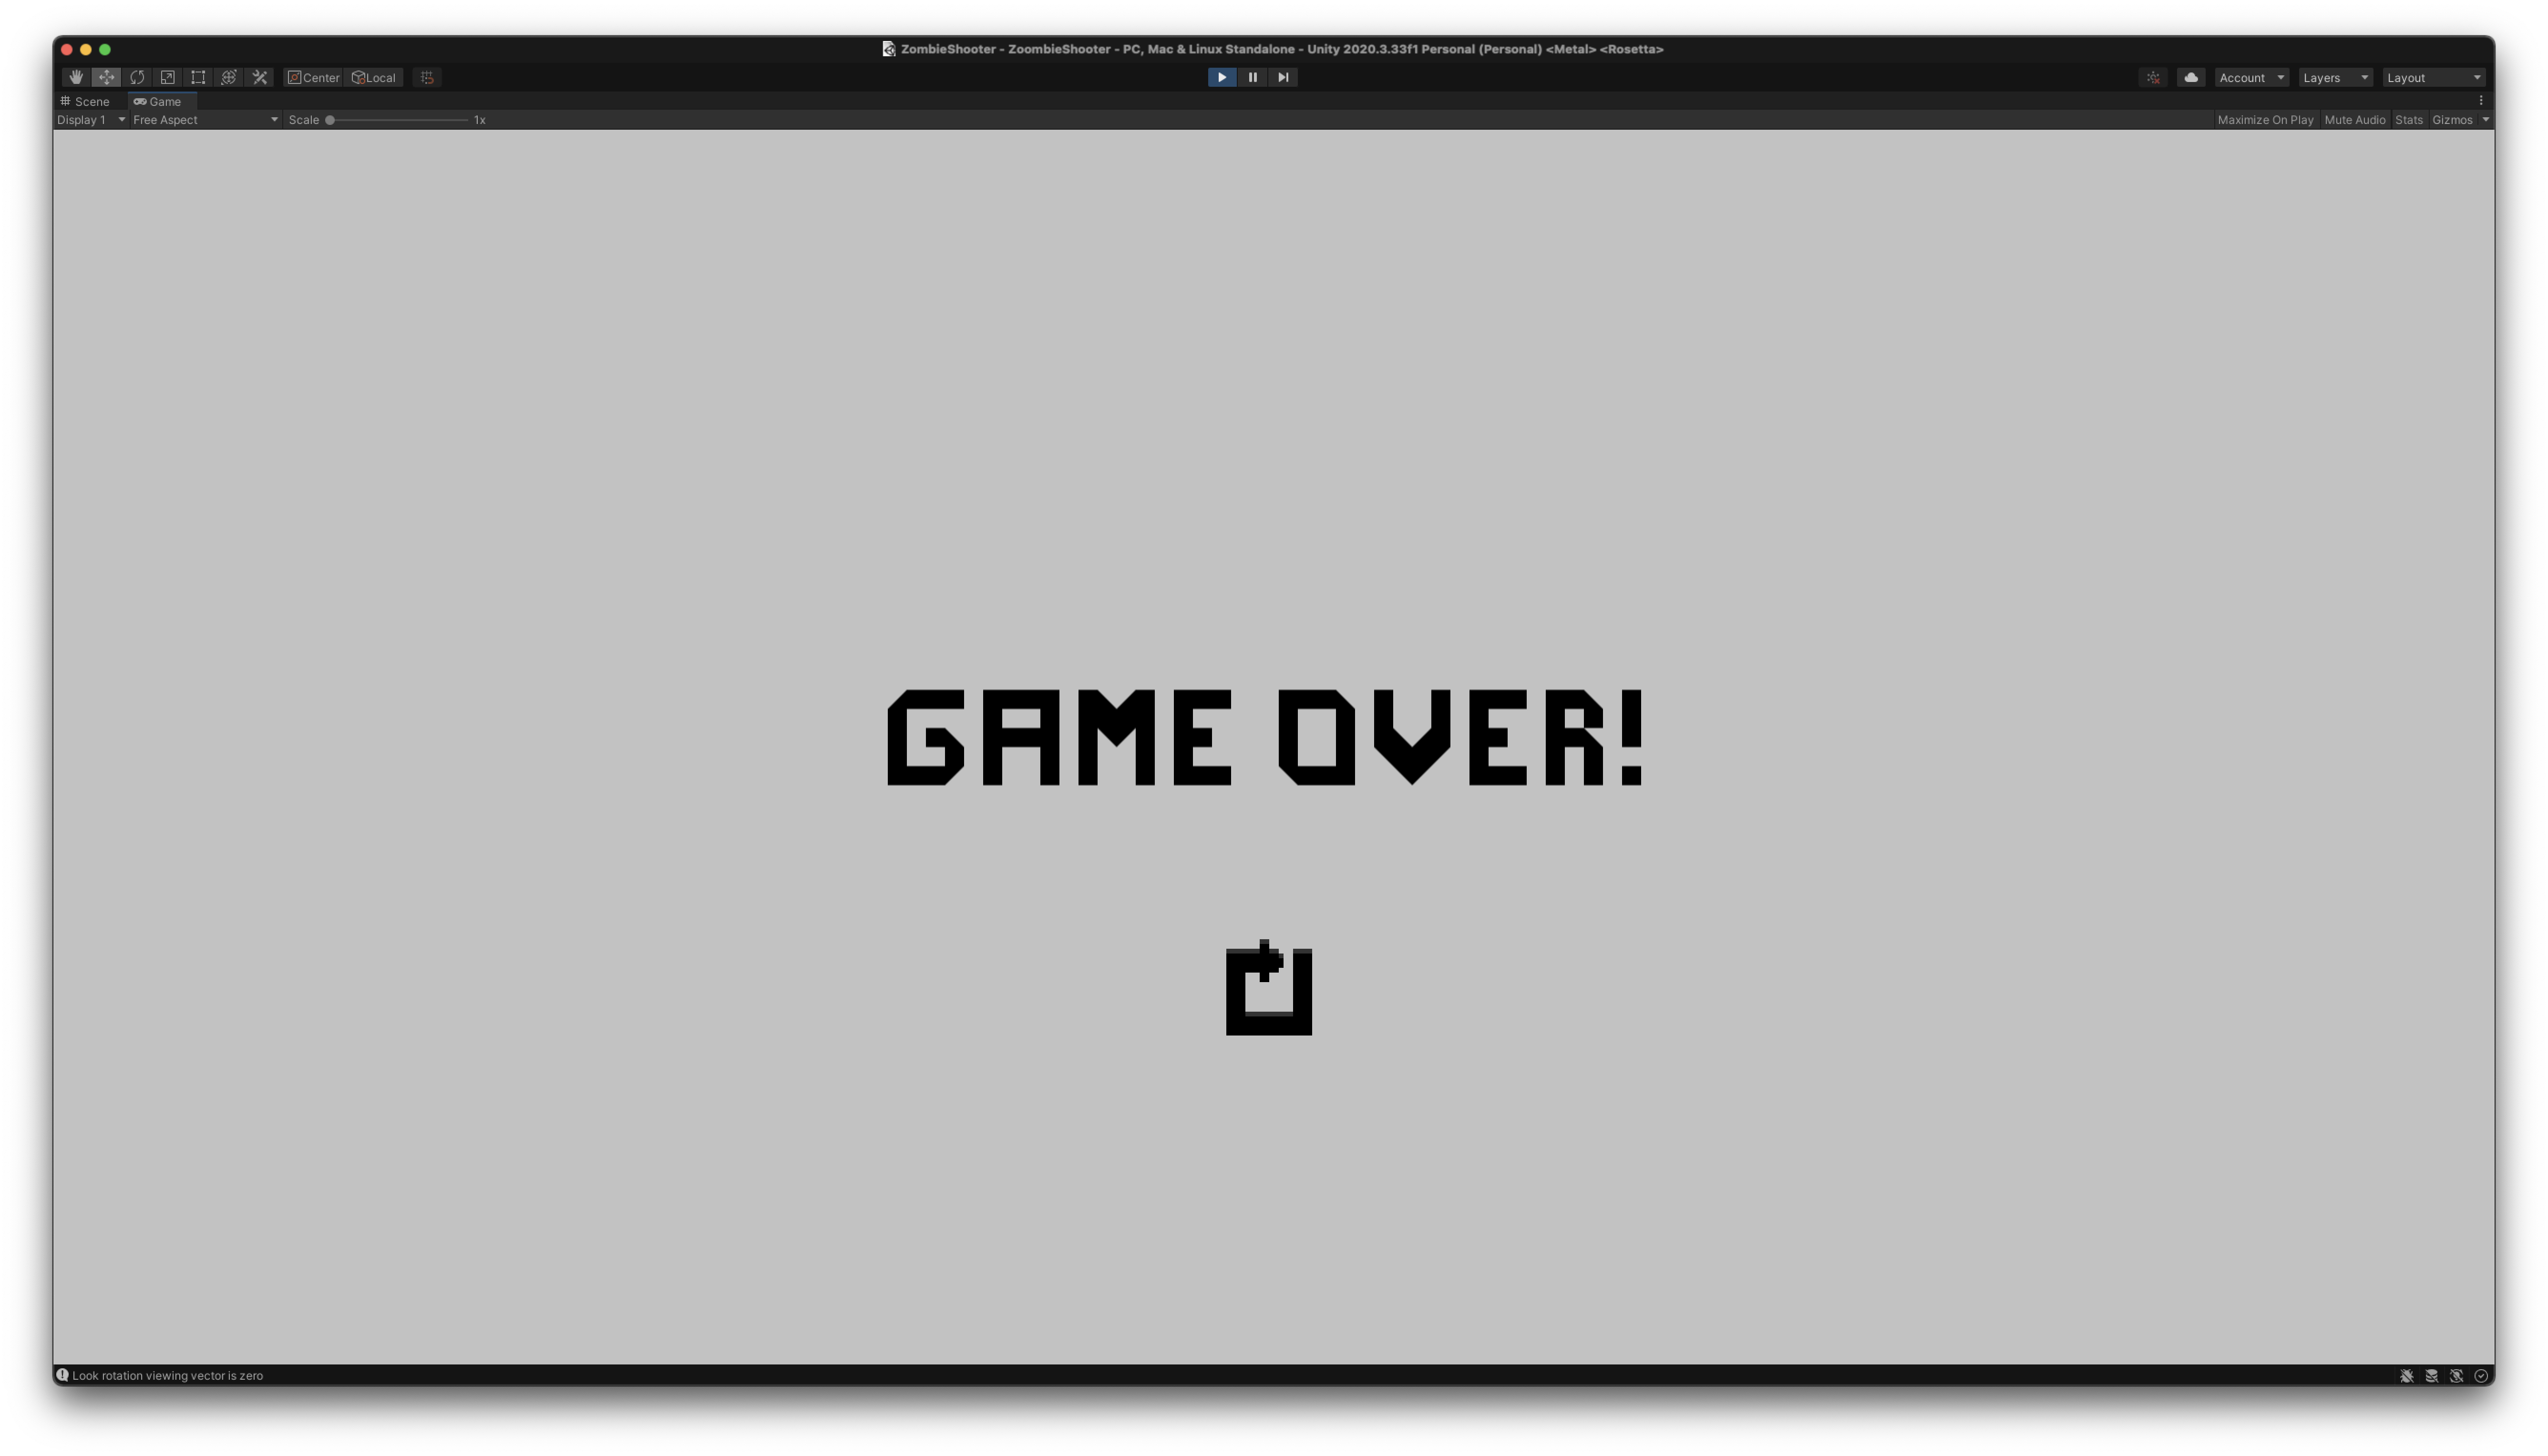 ZombieShooter - ZoombieShooter - PC, Mac & Linux Standalone - Unity 2020.3.33f1 Personal (Personal) <Metal> <Rosetta>
Center Local Account Layers Layout
Scene Game
Display 1 Free Aspect Scale 1x Maximize On Play Mute Audio Stats Gizmos
GAME OVER!
Look rotation viewing vector is zero